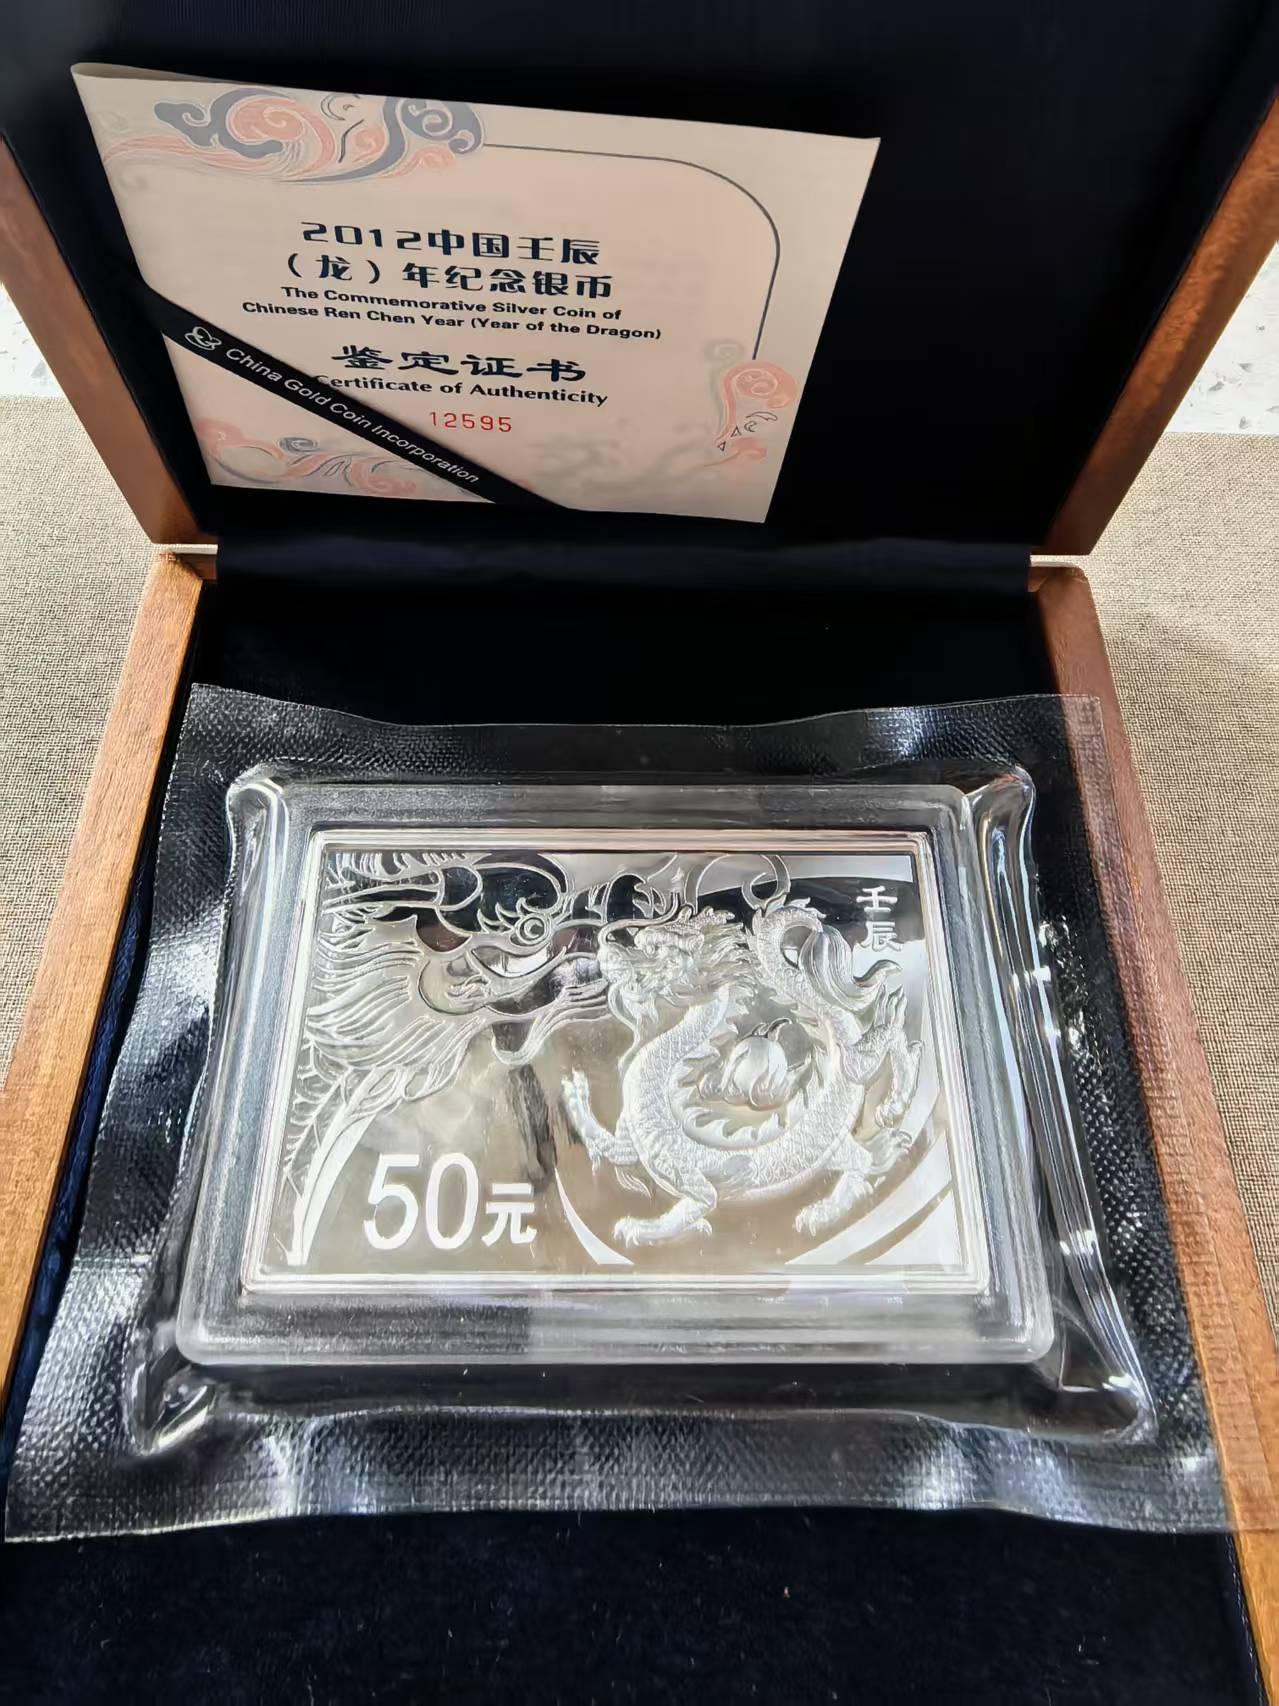 2012中国壬辰
（龙）年纪念银币
The Commemorative Silver Coin of
Chinese Ren Chen Year (Year of the Dragon)
鉴定证书
Certificate of Authenticity
12595
China Gold Coin Incorporation
壬辰
50元